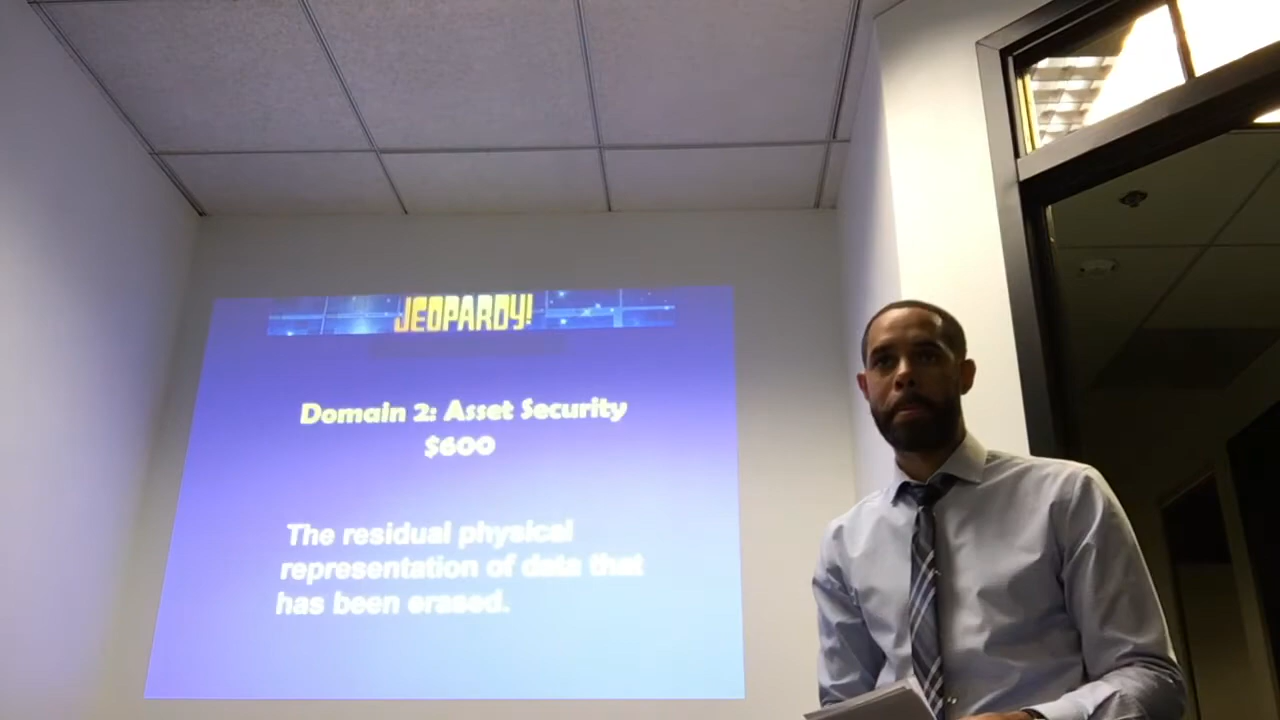 JEOPARDY!
Domain 2: Asset Security
$600
The residual physical
representation of data that
has been erased.